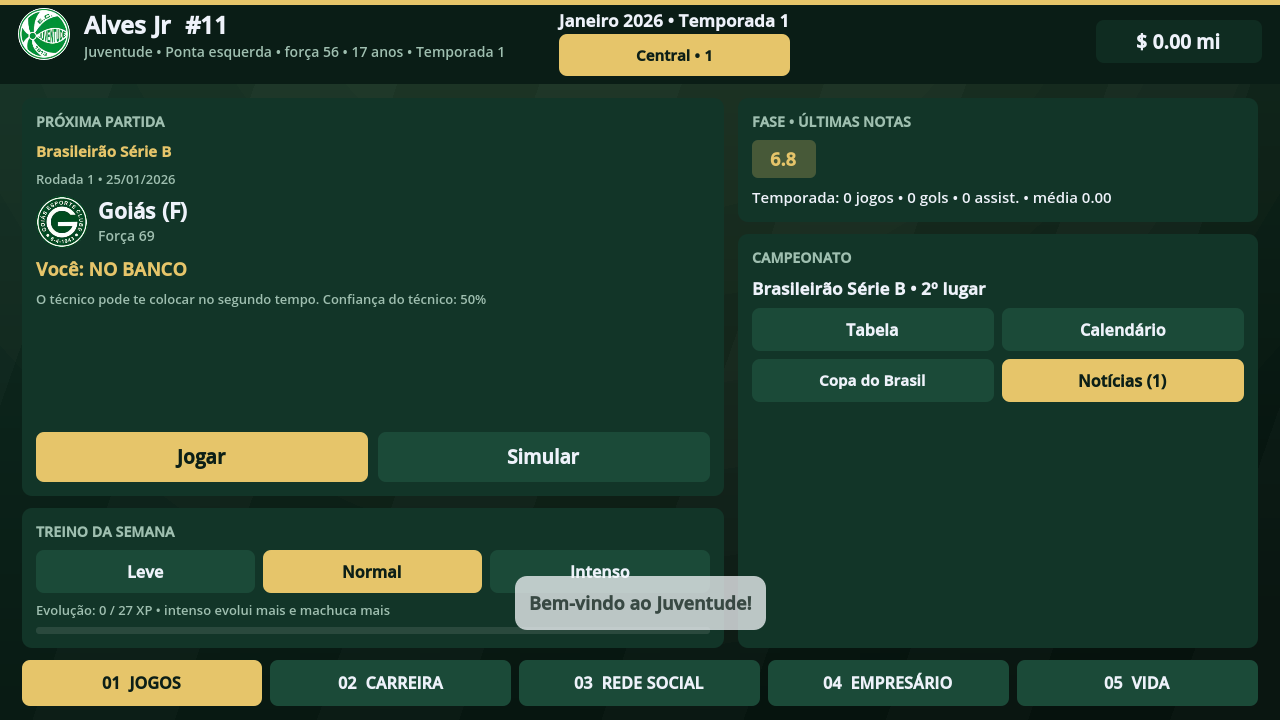 Alves Jr #11
Juventude • Ponta esquerda • força 56 • 17 anos • Temporada 1
Janeiro 2026 • Temporada 1
Central • 1
$ 0.00 mi
PRÓXIMA PARTIDA
Brasileirão Série B
Rodada 1 • 25/01/2026
Goiás (F)
Força 69
Você: NO BANCO
O técnico pode te colocar no segundo tempo. Confiança do técnico: 50%
Jogar
Simular
FASE • ÚLTIMAS NOTAS
6.8
Temporada: 0 jogos • 0 gols • 0 assist. • média 0.00
CAMPEONATO
Brasileirão Série B • 2º lugar
Tabela
Calendário
Copa do Brasil
Notícias (1)
TREINO DA SEMANA
Leve
Normal
Intenso
Evolução: 0 / 27 XP • intenso evolui mais e machuca mais
Bem-vindo ao Juventude!
01 JOGOS
02 CARREIRA
03 REDE SOCIAL
04 EMPRESÁRIO
05 VIDA